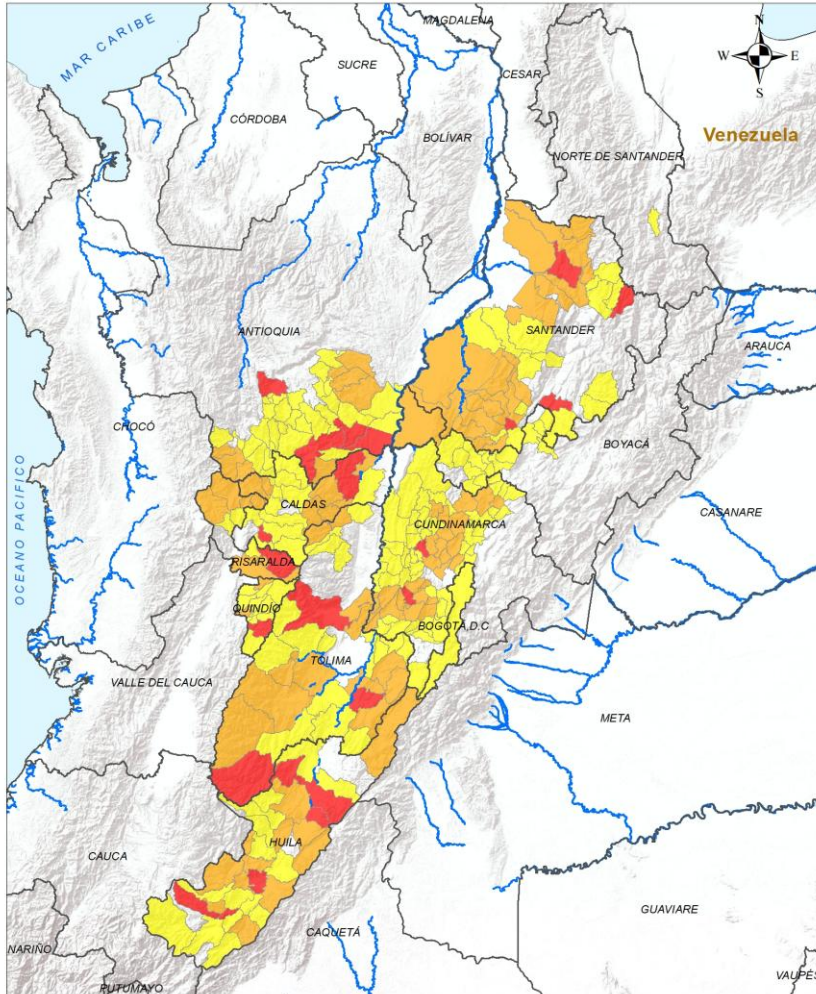 MAGDALENA
N
MAR CARIBE
W
E
SUCRE
CESAR
S
CÓRDOBA
BOLÍVAR
Venezuela
NORTE DE SANTANDER
ANTIOQUIA
SANTANDER
ARAUCA
CHOCÓ
BOYACÁ
OCEANO PACIFICO
CALDAS
CUNDINAMARCA
CASANARE
RISARALDA
QUINDÍO
BOGOTÁ,D.C
TOLIMA
VALLE DEL CAUCA
META
HUILA
CAUCA
GUAVIARE
CAQUETÁ
NARIÑO
VAUPÉS
PUTUMAYO